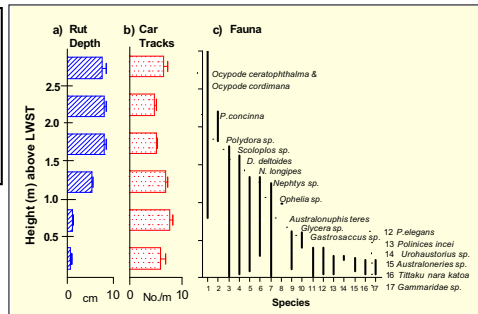 a) Rut
Depth
b) Car
Tracks
c) Fauna
Height (m) above LWST
2.5
2.0
1.5
1.0
0.5
Ocypode ceratophthalma &
Ocypode cordimana
P.concinna
Polydora sp.
Scoloplos sp.
D. deltoides
N. longipes
Nephtys sp.
Ophelia sp.
Australonuphis teres
Glycera sp.
Gastrosaccus sp.
12 P.elegans
13 Polinices incei
14 Urohaustorius sp.
15 Australoneries sp.
16 Tittaku nara katoa
17 Gammaridae sp.
0 10
cm
0 10
No./m
1 2 3 4 5 6 7 8 9 10 11 12 13 14 15 16 17
Species